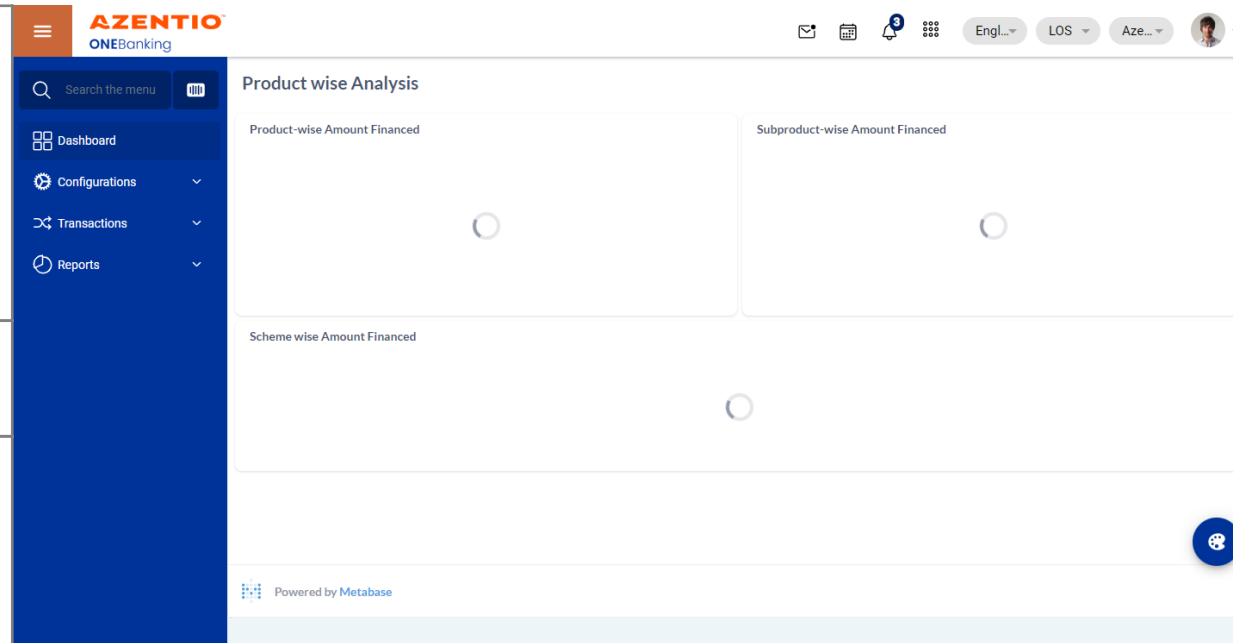 AZENTIO
ONEBanking
3
Engl...
LOS
Aze...
Search the menu
Dashboard
Configurations
Transactions
Reports
Product wise Analysis
Product-wise Amount Financed
Subproduct-wise Amount Financed
Scheme wise Amount Financed
Powered by Metabase